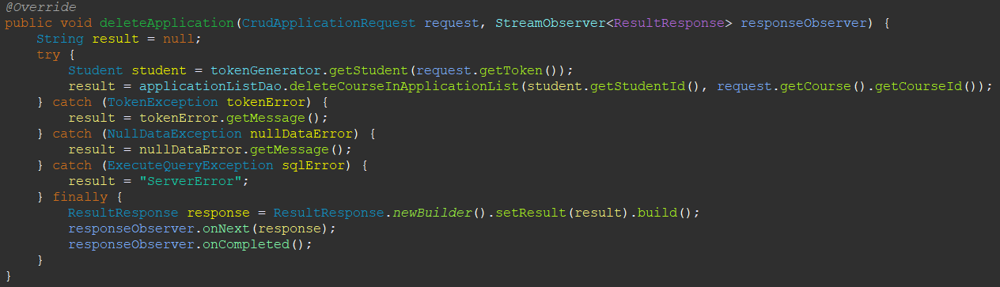 @Override
public void deleteApplication(CrudApplicationRequest request, StreamObserver<ResultResponse> responseObserver) {
    String result = null;
    try {
        Student student = tokenGenerator.getStudent(request.getToken());
        result = applicationListDao.deleteCourseInApplicationList(student.getStudentId(), request.getCourse().getCourseId());
    } catch (TokenException tokenError) {
        result = tokenError.getMessage();
    } catch (NullDataException nullDataError) {
        result = nullDataError.getMessage();
    } catch (ExecuteQueryException sqlError) {
        result = "ServerError";
    } finally {
        ResultResponse response = ResultResponse.newBuilder().setResult(result).build();
        responseObserver.onNext(response);
        responseObserver.onCompleted();
    }
}